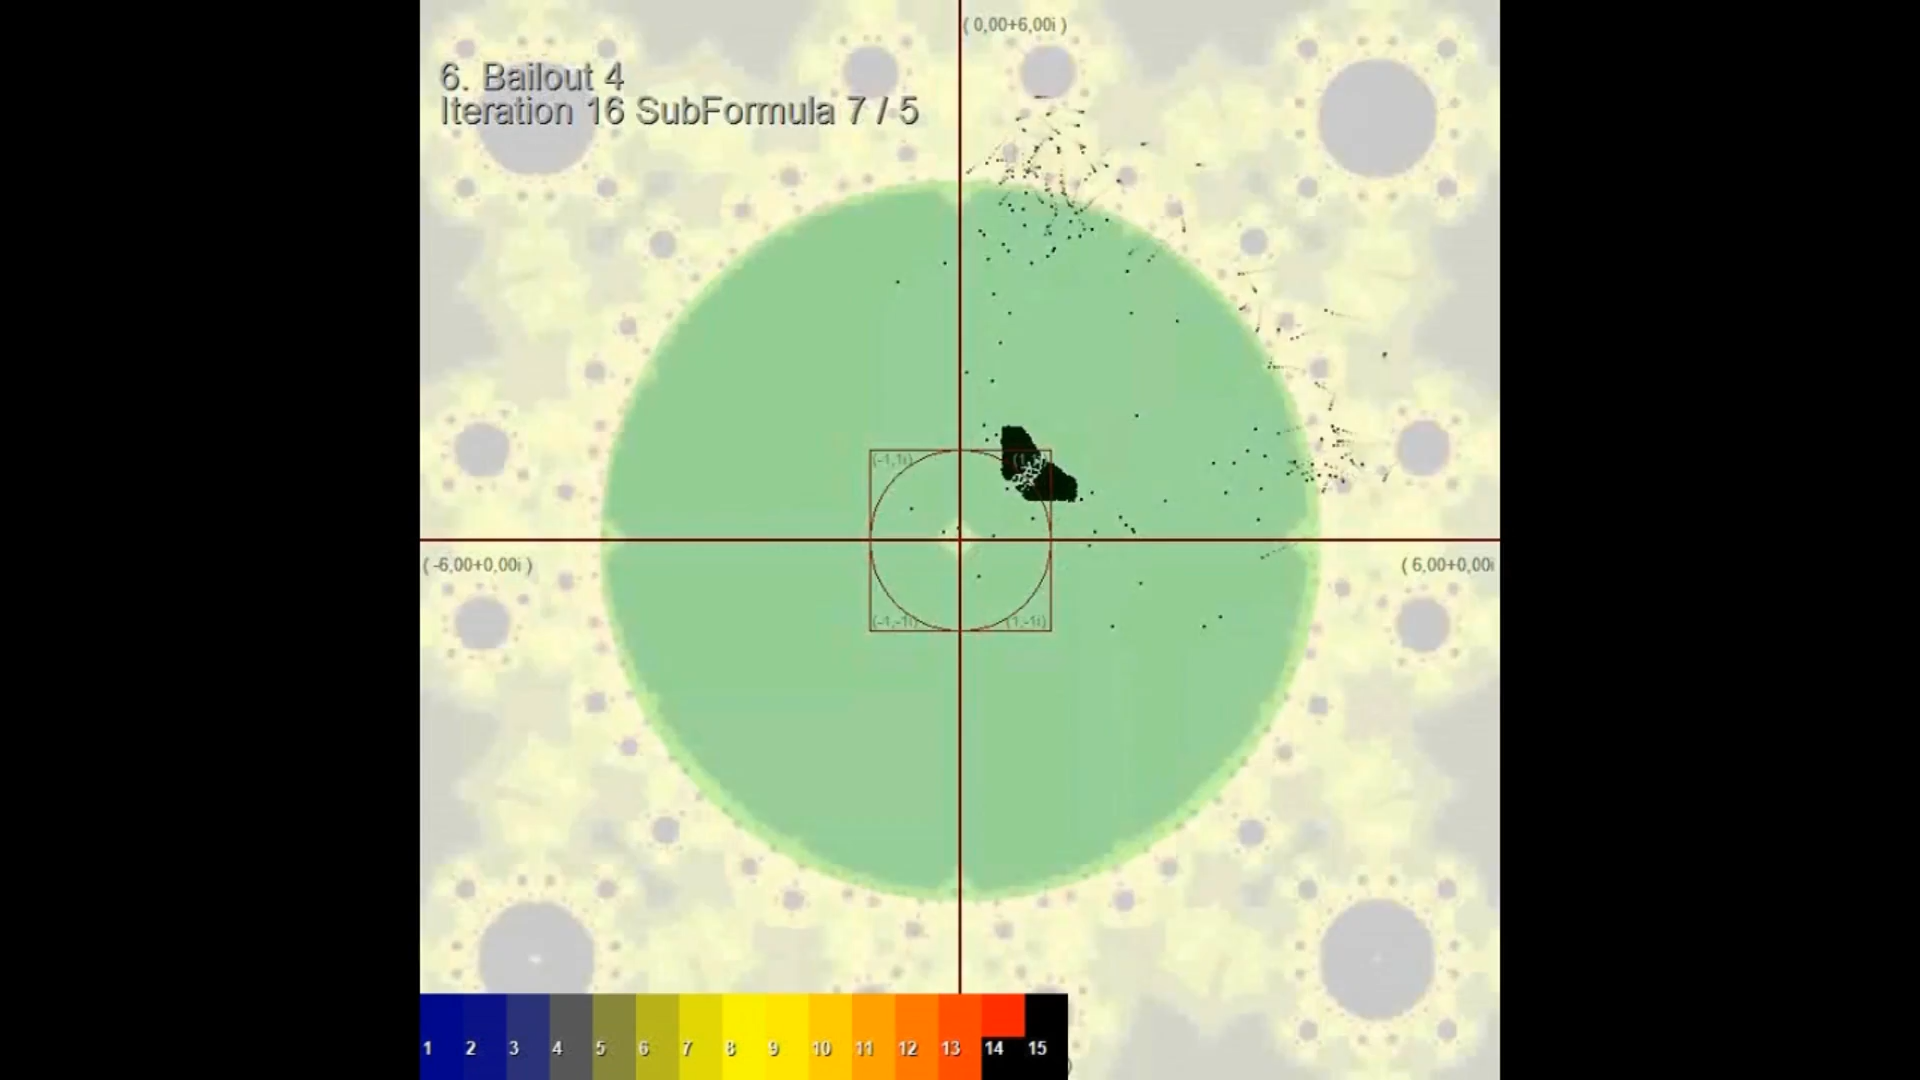 ( 0,00+6,00i )
6. Bailout 4
Iteration 16 SubFormula 7 / 5
(-1,1i)
( -6,00+0,00i )
( 6,00+0,00i
(-1,-1i) (1,-1i)
1 2 3 4 5 6 7 8 9 10 11 12 13 14 15